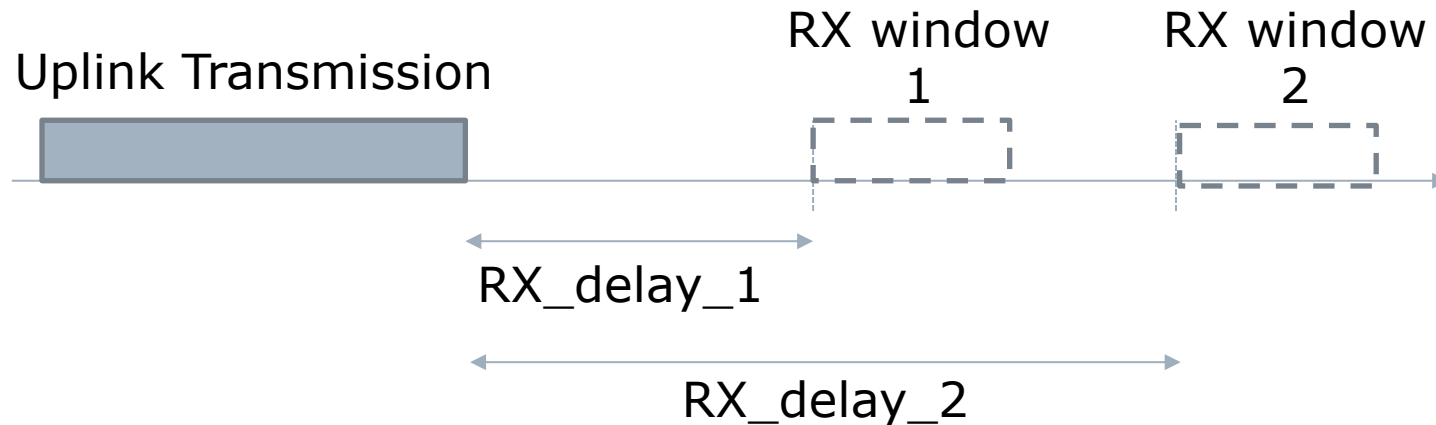 Uplink Transmission
RX window
1
RX window
2
RX_delay_1
RX_delay_2